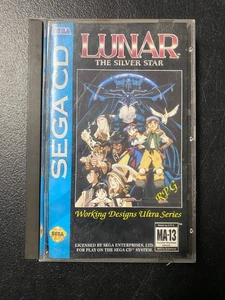 LUNAR
THE SILVER STAR
SEGA CD
RPG
Working Designs Ultra Series
SEGA
LICENSED BY SEGA ENTERPRISES, LTD.
FOR PLAY ON THE SEGA CD™ SYSTEM.
MA-13